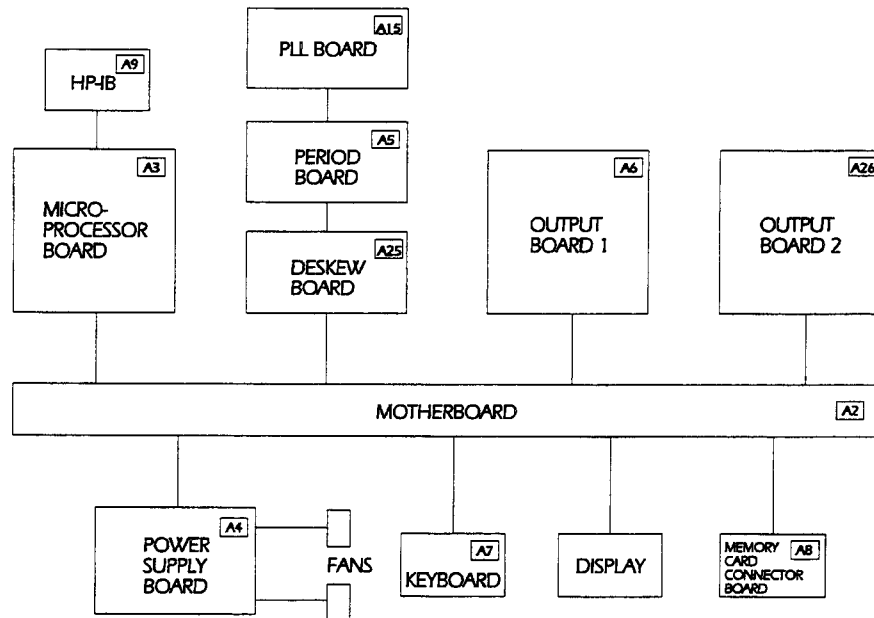 A15
PLL BOARD
A9
HP-IB
A5
PERIOD
BOARD
A3
MICRO-
PROCESSOR
BOARD
A6
OUTPUT
BOARD 1
A26
OUTPUT
BOARD 2
A25
DESKEW
BOARD
MOTHERBOARD
A2
A4
POWER
SUPPLY
BOARD
FANS
A7
KEYBOARD
DISPLAY
A8
MEMORY
CARD
CONNECTOR
BOARD